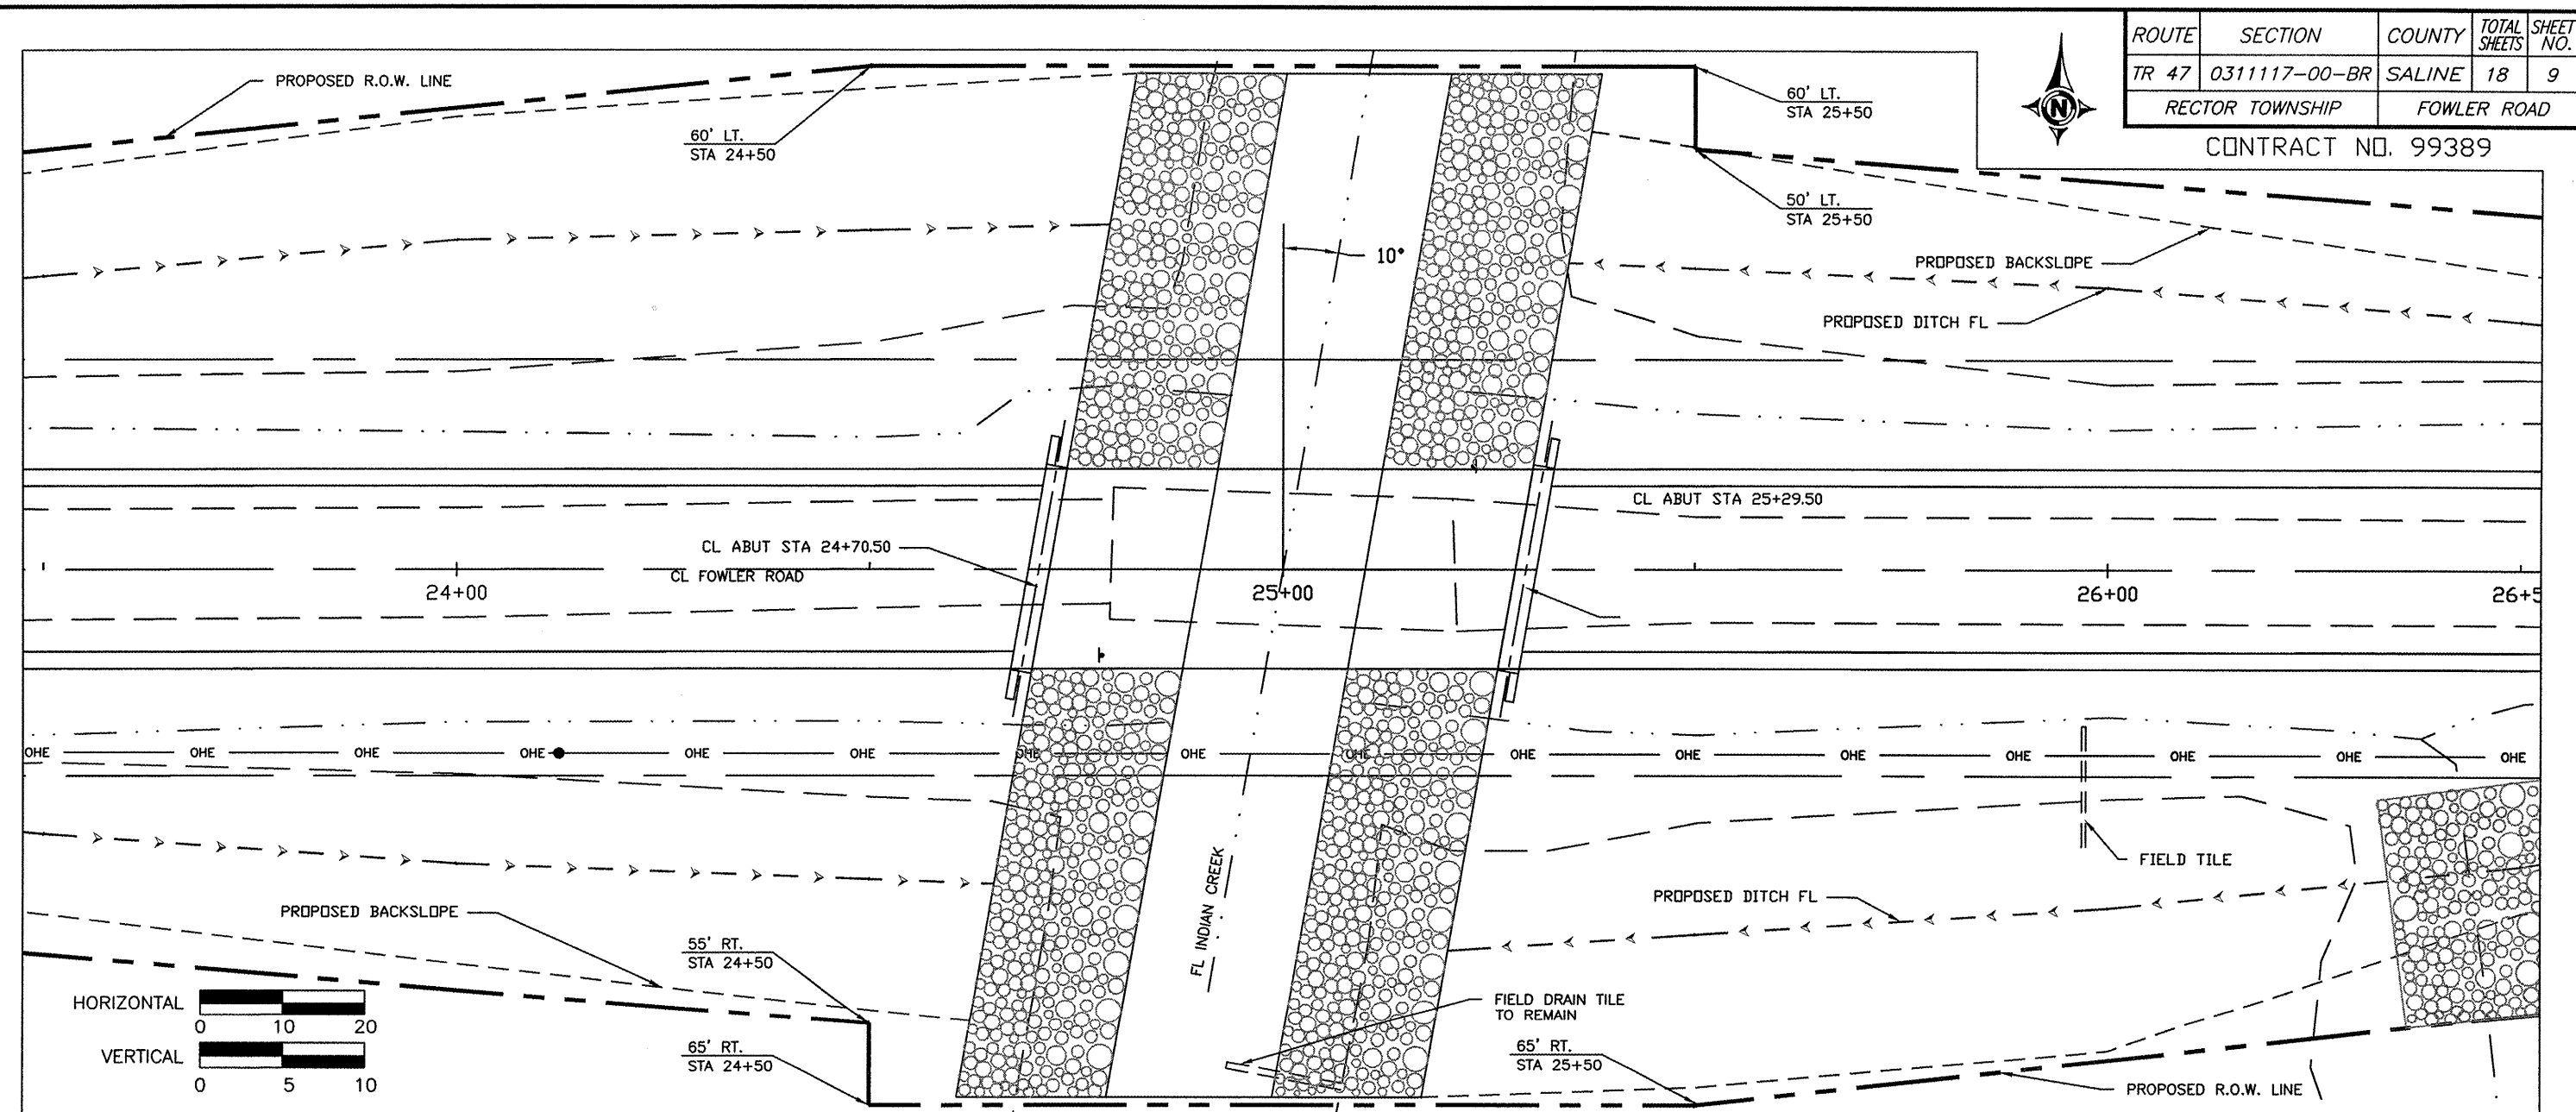 ROUTE SECTION COUNTY TOTAL SHEETS SHEET NO.
TR 47 0311117-00-BR SALINE 18 9
RECTOR TOWNSHIP FOWLER ROAD
CONTRACT NO. 99389
N
PROPOSED R.O.W. LINE
60' LT.
STA 24+50
60' LT.
STA 25+50
50' LT.
STA 25+50
10°
PROPOSED BACKSLOPE
PROPOSED DITCH FL
CL ABUT STA 25+29.50
CL ABUT STA 24+70.50
CL FOWLER ROAD
24+00
25+00
26+00
26+5
OHE OHE OHE OHE OHE OHE OHE OHE OHE OHE OHE OHE OHE OHE OHE OHE
FIELD TILE
FL INDIAN CREEK
PROPOSED DITCH FL
PROPOSED BACKSLOPE
55' RT.
STA 24+50
HORIZONTAL
0 10 20
VERTICAL
0 5 10
65' RT.
STA 24+50
FIELD DRAIN TILE
TO REMAIN
65' RT.
STA 25+50
PROPOSED R.O.W. LINE